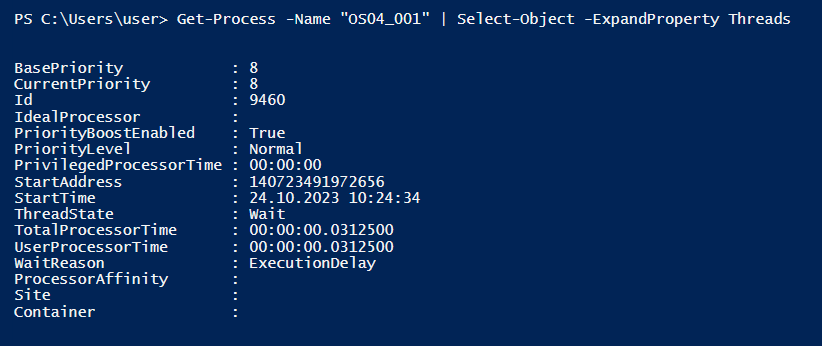 PS C:\Users\user> Get-Process -Name "OS04_001" | Select-Object -ExpandProperty Threads
BasePriority : 8
CurrentPriority : 8
Id : 9460
IdealProcessor :
PriorityBoostEnabled : True
PriorityLevel : Normal
PrivilegedProcessorTime : 00:00:00
StartAddress : 140723491972656
StartTime : 24.10.2023 10:24:34
ThreadState : Wait
TotalProcessorTime : 00:00:00.0312500
UserProcessorTime : 00:00:00.0312500
WaitReason : ExecutionDelay
ProcessorAffinity :
Site :
Container :